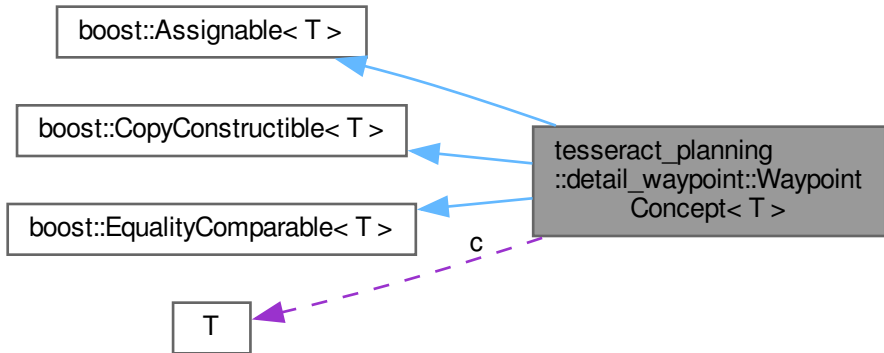 boost::Assignable< T >
boost::CopyConstructible< T >
boost::EqualityComparable< T >
tesseract_planning
::detail_waypoint::Waypoint
Concept< T >
c
T